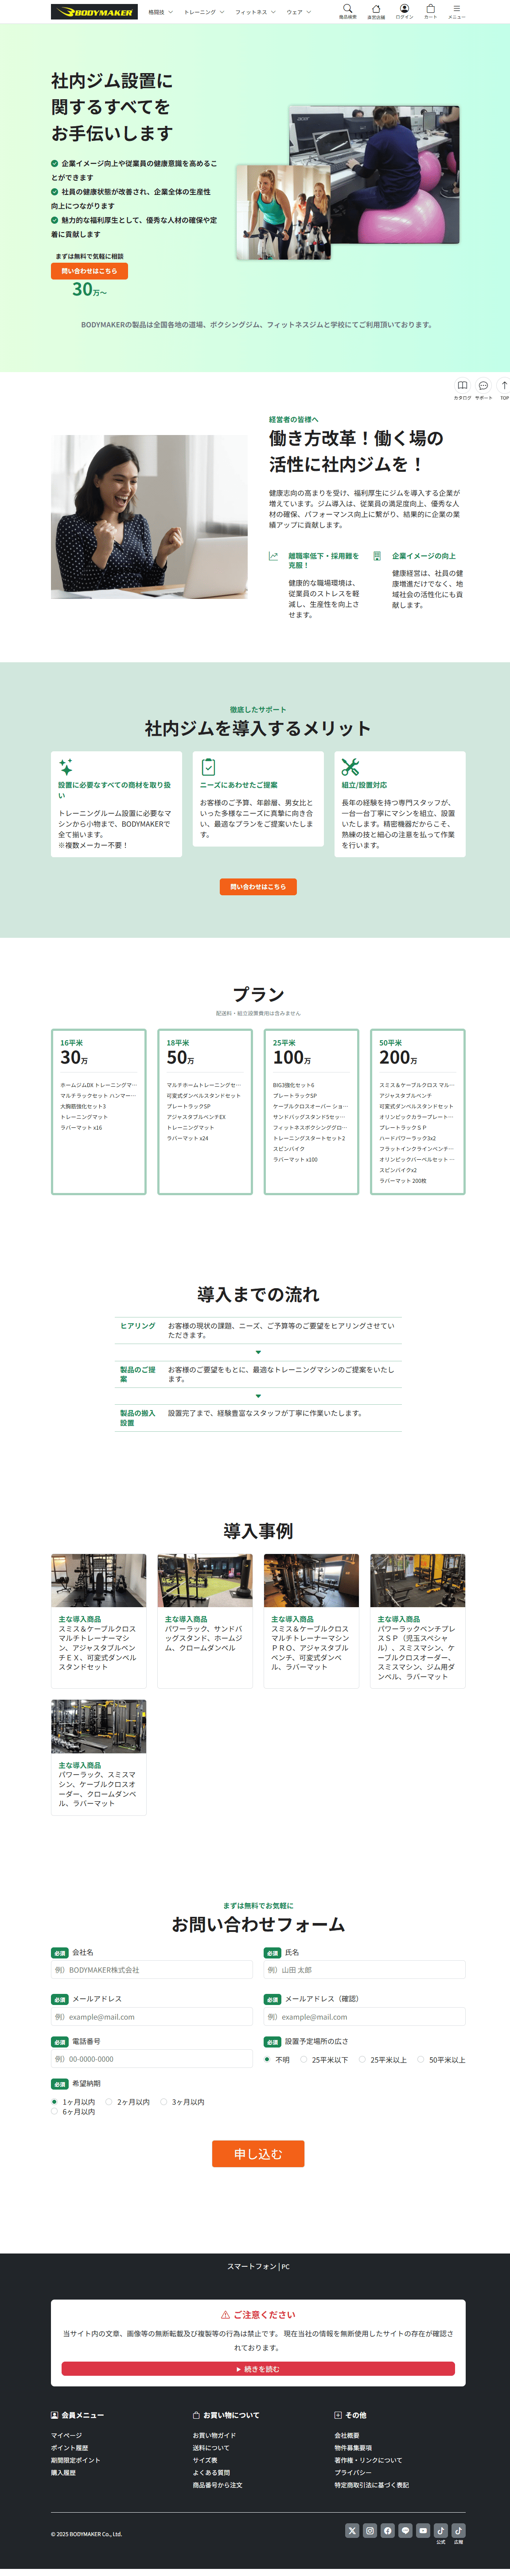 BODYMAKER
格闘技
トレーニング
フィットネス
ウェア
商品検索
直営店舗
ログイン
カート
メニュー
社内ジム設置に
関するすべてを
お手伝いします
企業イメージ向上や従業員の健康意識を高めるこ
とができます
社員の健康状態が改善され、企業全体の生産性
向上につながります
魅力的な福利厚生として、優秀な人材の確保や定
着に貢献します
まずは無料で気軽に相談
問い合わせはこちら
30万～
BODYMAKERの製品は全国各地の道場、ボクシングジム、フィットネスジムと学校にてご利用頂いております。
カタログ
サポート
TOP
経営者の皆様へ
働き方改革！働く場の
活性に社内ジムを！
健康志向の高まりを受け、福利厚生にジムを導入する企業が
増えています。ジム導入は、従業員の満足度向上、優秀な人
材の確保、パフォーマンス向上に繋がり、結果的に企業の業
績アップに貢献します。
離職率低下・採用難を
克服！
健康的な職場環境は、
従業員のストレスを軽
減し、生産性を向上さ
せます。
企業イメージの向上
健康経営は、社員の健
康増進だけでなく、地
域社会の活性化にも貢
献します。
徹底したサポート
社内ジムを導入するメリット
設置に必要なすべての商材を取り扱
い
トレーニングルーム設置に必要なマ
シンから小物まで、BODYMAKERで
全て揃います。
※複数メーカー不要！
ニーズにあわせたご提案
お客様のご予算、年齢層、男女比と
いった多様なニーズに真摯に向き合
い、最適なプランをご提案いたしま
す。
組立/設置対応
長年の経験を持つ専門スタッフが、
一台一台丁寧にマシンを組立、設置
いたします。精密機器だからこそ、
熟練の技と細心の注意を払って作業
を行います。
問い合わせはこちら
プラン
配送料・組立設置費用は含みません
16平米
30万
ホームジムDX トレーニングマ…
マルチラックセット ハンマー…
大胸筋強化セット3
トレーニングマット
ラバーマット x16
18平米
50万
マルチホームトレーニングセ…
可変式ダンベルスタンドセット
プレートラックSP
アジャスタブルベンチEX
トレーニングマット
ラバーマット x24
25平米
100万
BIG3強化セット6
プレートラックSP
ケーブルクロスオーバー ショ…
サンドバッグスタンド5セッ…
フィットネスボクシンググロ…
トレーニングスタートセット2
スピンバイク
ラバーマット x100
50平米
200万
スミス＆ケーブルクロス マル…
アジャスタブルベンチ
可変式ダンベルスタンドセット
オリンピックカラープレート…
プレートラックＳＰ
ハードパワーラック3x2
フラットインクラインベンチ…
オリンピックバーベルセット …
スピンバイクx2
ラバーマット 200枚
導入までの流れ
ヒアリング
お客様の現状の課題、ニーズ、ご予算等のご要望をヒアリングさせてい
ただきます。
製品のご提
案
お客様のご要望をもとに、最適なトレーニングマシンのご提案をいたし
ます。
製品の搬入
設置
設置完了まで、経験豊富なスタッフが丁寧に作業いたします。
導入事例
主な導入商品
スミス＆ケーブルクロス
マルチトレーナーマシ
ン、アジャスタブルベン
チＥＸ、可変式ダンベル
スタンドセット
主な導入商品
パワーラック、サンドバ
ッグスタンド、ホームジ
ム、クロームダンベル
主な導入商品
スミス＆ケーブルクロス
マルチトレーナーマシン
ＰＲＯ、アジャスタブル
ベンチ、可変式ダンベ
ル、ラバーマット
主な導入商品
パワーラックベンチプレ
スＳＰ（児玉スペシャ
ル）、スミスマシン、ケ
ーブルクロスオーダー、
スミスマシン、ジム用ダ
ンベル、ラバーマット
主な導入商品
パワーラック、スミスマ
シン、ケーブルクロスオ
ーダー、クロームダンベ
ル、ラバーマット
まずは無料でお気軽に
お問い合わせフォーム
必須 会社名
例）BODYMAKER株式会社
必須 氏名
例）山田 太郎
必須 メールアドレス
例）example@mail.com
必須 メールアドレス（確認）
例）example@mail.com
必須 電話番号
例）00-0000-0000
必須 設置予定場所の広さ
不明 25平米以下 25平米以上 50平米以上
必須 希望納期
1ヶ月以内 2ヶ月以内 3ヶ月以内
6ヶ月以内
申し込む
スマートフォン | PC
ご注意ください
当サイト内の文章、画像等の無断転載及び複製等の行為は禁止です。 現在当社の情報を無断使用したサイトの存在が確認さ
れております。
► 続きを読む
会員メニュー
マイページ
ポイント履歴
期間限定ポイント
購入履歴
お買い物について
お買い物ガイド
送料について
サイズ表
よくある質問
商品番号から注文
その他
会社概要
物件募集要項
著作権・リンクについて
プライバシー
特定商取引法に基づく表記
© 2025 BODYMAKER Co., Ltd.
公式
広報